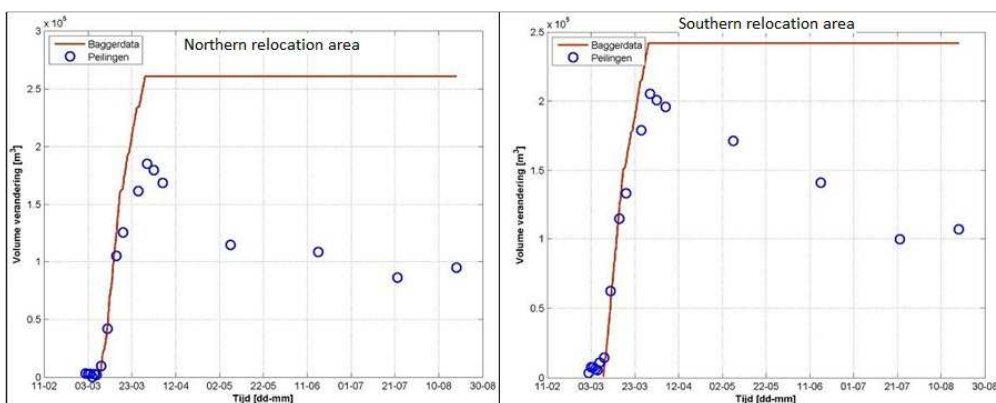 x 10⁵
Northern relocation area
Baggerdata
Peilingen
3
2.5
2
1.5
1
0.5
0
Volume verandering [m³]
11-02 03-03 23-03 12-04 02-05 22-05 11-06 01-07 21-07 10-08 30-08
Tijd [dd-mm]
x 10⁵
Southern relocation area
Baggerdata
Peilingen
2.5
2
1.5
1
0.5
0
Volume verandering [m³]
11-02 03-03 23-03 12-04 02-05 22-05 11-06 01-07 21-07 10-08 30-08
Tijd [dd-mm]